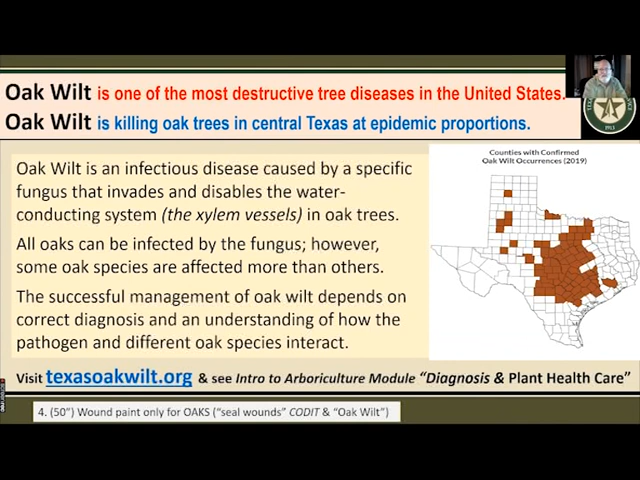 Oak Wilt is one of the most destructive tree diseases in the United States.
Oak Wilt is killing oak trees in central Texas at epidemic proportions.
Oak Wilt is an infectious disease caused by a specific
fungus that invades and disables the water-
conducting system (the xylem vessels) in oak trees.
All oaks can be infected by the fungus; however,
some oak species are affected more than others.
The successful management of oak wilt depends on
correct diagnosis and an understanding of how the
pathogen and different oak species interact.
Counties with Confirmed
Oak Wilt Occurrences (2019)
Visit texasoakwilt.org & see Intro to Arboriculture Module “Diagnosis & Plant Health Care”
4. (50”) Wound paint only for OAKS (“seal wounds” CODIT & “Oak Wilt”)